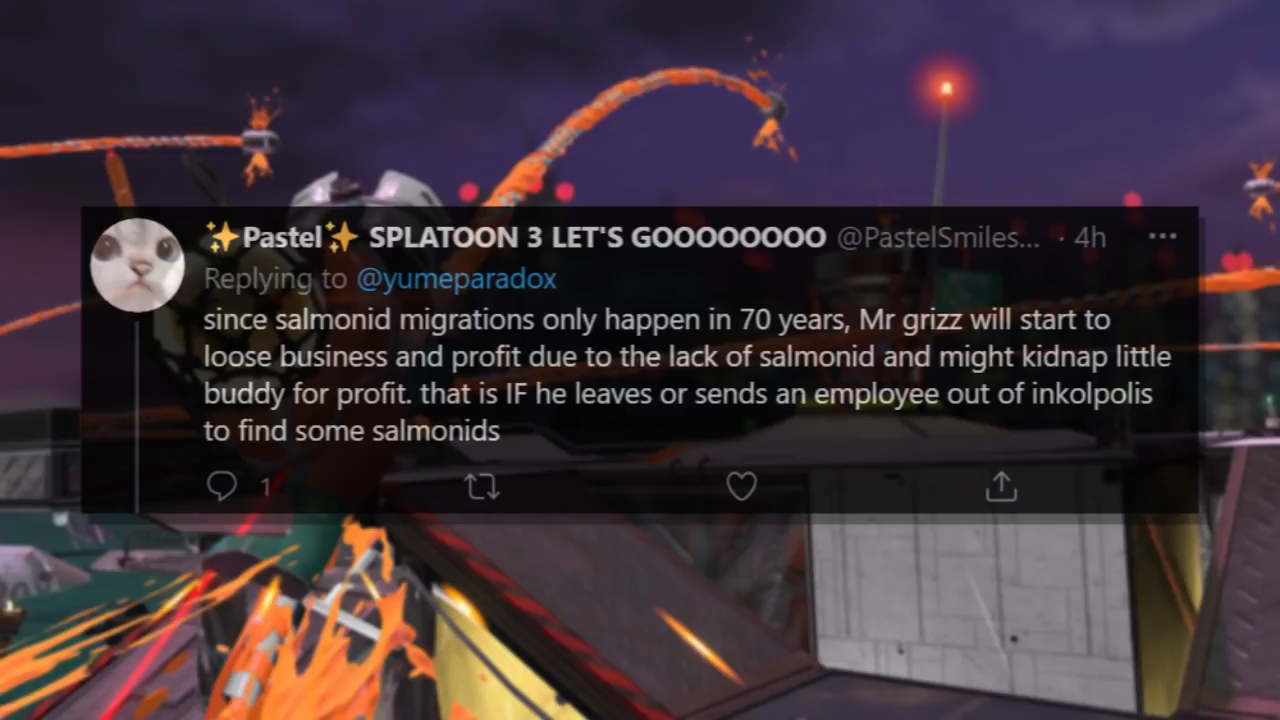 ✨Pastel✨ SPLATOON 3 LET'S GOOOOOOOO @PastelSmiles... · 4h
Replying to @yumeparadox
since salmonid migrations only happen in 70 years, Mr grizz will start to
loose business and profit due to the lack of salmonid and might kidnap little
buddy for profit. that is IF he leaves or sends an employee out of inkolpolis
to find some salmonids
1